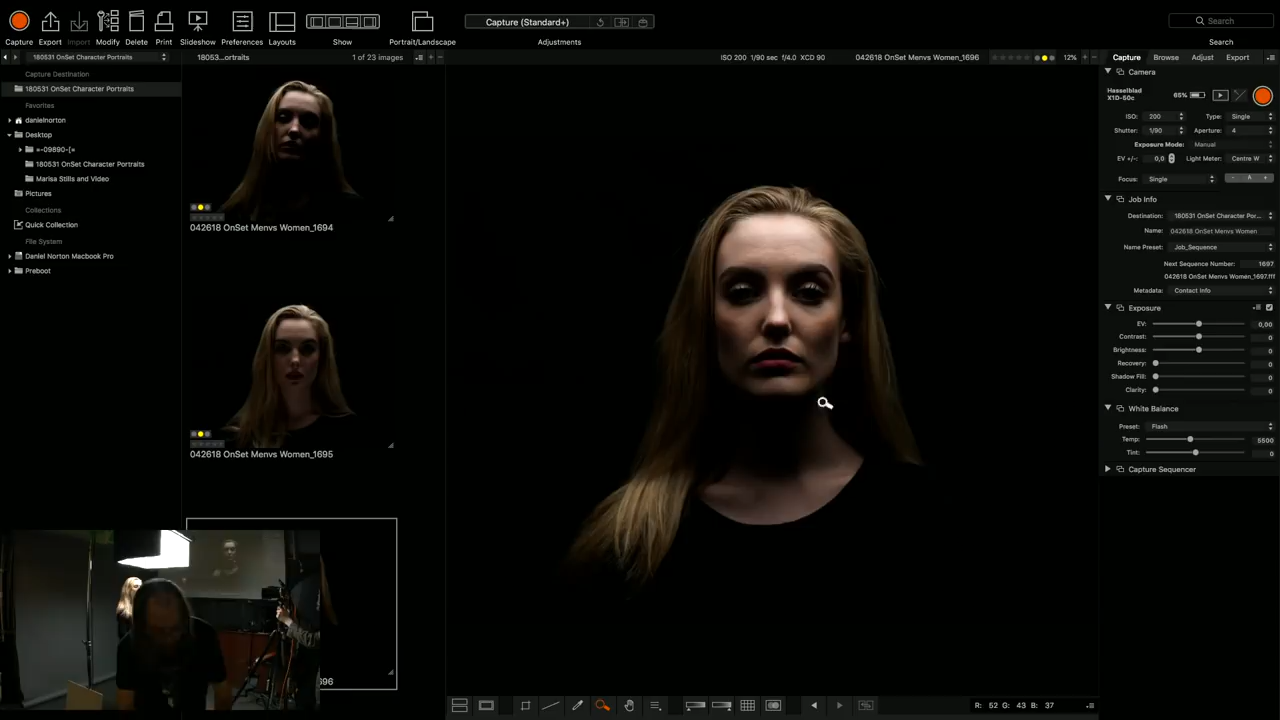 Capture Export Import Modify Delete Print Slideshow Preferences Layouts Show Portrait/Landscape Adjustments Search
Capture (Standard+)
Search
180531 OnSet Character Portraits
18053...ortraits
1 of 23 images
ISO 200 1/90 sec f/4.0 XCD 90
042618 OnSet Menvs Women_1696
12%
Capture Browse Adjust Export
Capture Destination
180531 OnSet Character Portraits
Favorites
danielnorton
Desktop
180531 OnSet Character Portraits
Marisa Stills and Video
Pictures
Collections
Quick Collection
File System
Daniel Norton Macbook Pro
Preboot
042618 OnSet Menvs Women_1694
042618 OnSet Menvs Women_1695
696
Camera
Hasselblad
X1D-50c
65%
ISO: 200 Type: Single
Shutter: 1/90 Aperture: 4
Exposure Mode: Manual
EV +/-: 0,0 Light Meter: Centre W
Focus: Single - A +
Job Info
Destination: 180531 OnSet Character Por...
Name: 042618 OnSet Menvs Women
Name Preset: Job_Sequence
Next Sequence Number: 1697
042618 OnSet Menvs Women_1697.fff
Metadata: Contact Info
Exposure
EV: 0,00
Contrast: 0
Brightness: 0
Recovery: 0
Shadow Fill: 0
Clarity: 0
White Balance
Preset: Flash
Temp: 5500
Tint: 0
Capture Sequencer
R: 52 G: 43 B: 37